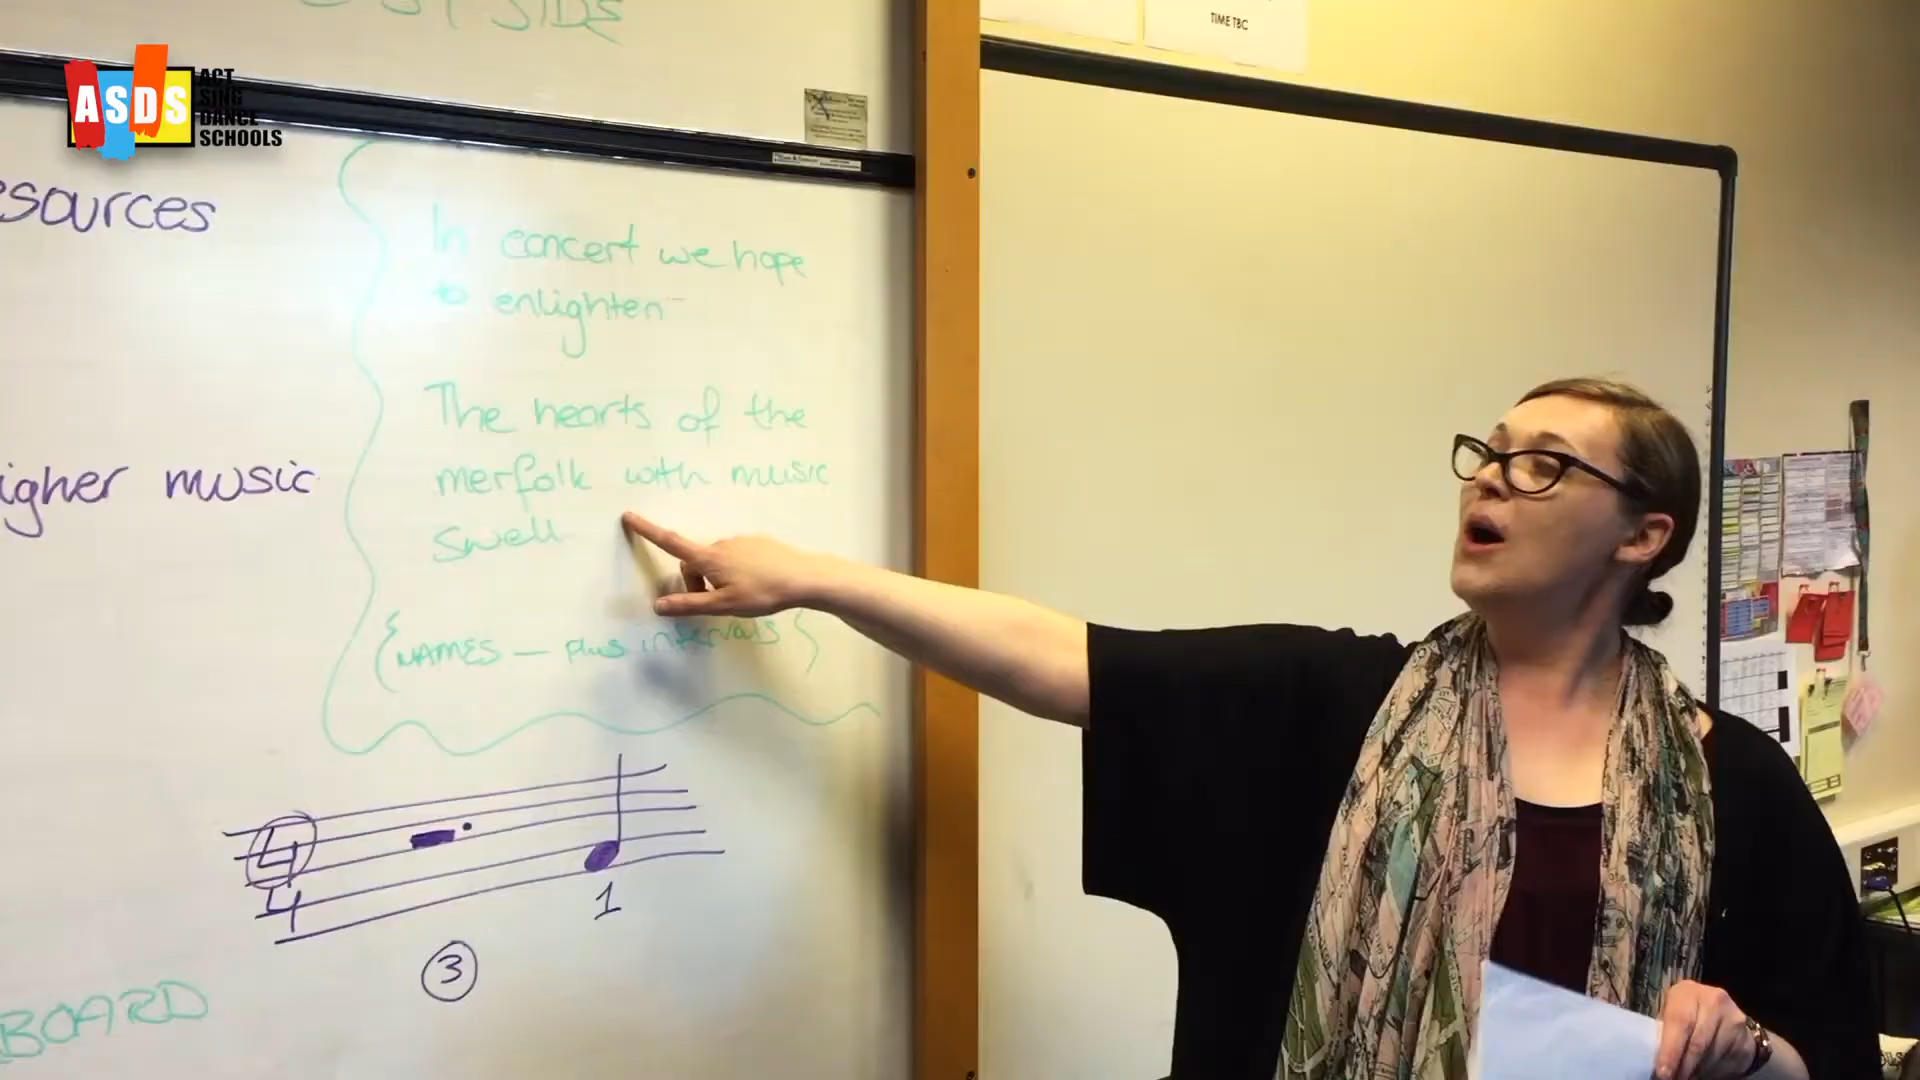 SIDE
TIME TBC
ASDS
ACT
SING
DANCE
SCHOOLS
esources
In concert we hope
to enlighten
The hearts of the
merfolk with music
swell
igher music
{NAMES — plus intervals}
4
4
1
3
BOARD